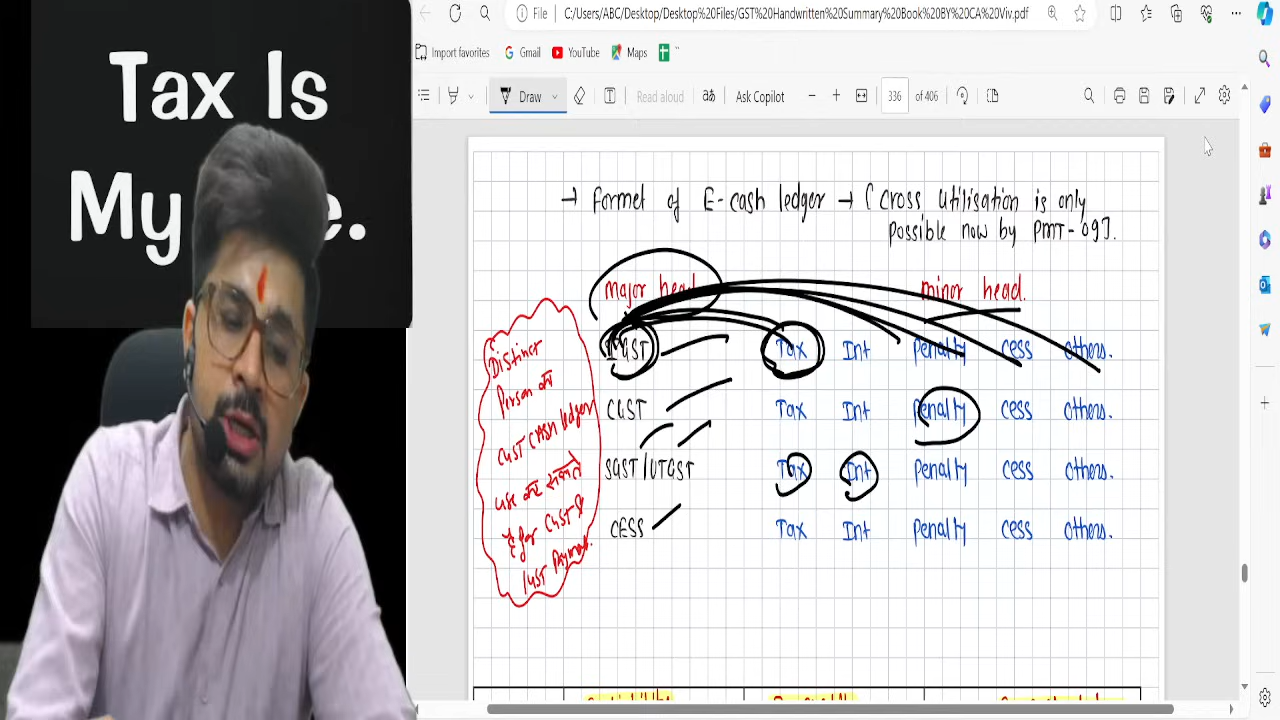 Tax Is
My
e.
File
C:/Users/ABC/Desktop/Desktop%20Files/GST%20Handwritten%20Summary%20Book%20BY%20CA%20Viv.pdf
Import favorites
Gmail
YouTube
Maps
Draw
Read aloud
Ask Copilot
336 of 406
→ Formet of E-cash ledger → [Cross Utilisation is only
possible now by PMT-09].
major head
minor head.
IGST Tax Int Penalty cess others.
CGST Tax Int Penalty cess others.
SGST/UTGST Tax Int Penalty cess others.
CESS Tax Int Penalty cess others.
Distinct
Person का
CGST CASH ledger
use कर सकते
है for CGST &
IGST Payment.